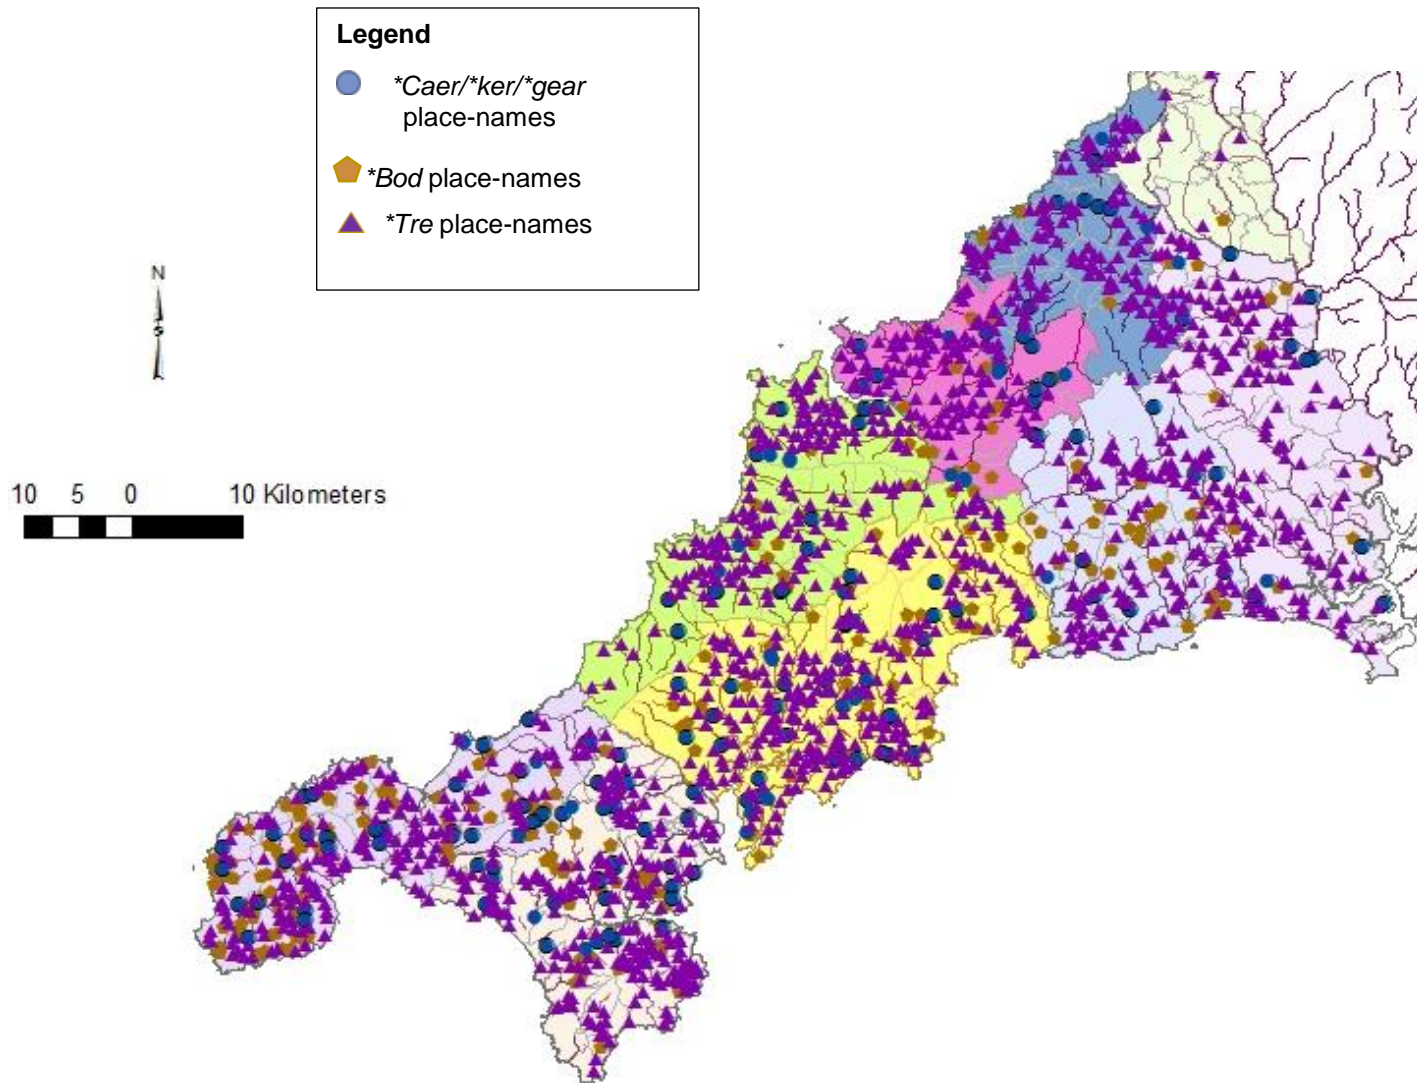 Legend
*Caer/*ker/*gear
place-names
*Bod place-names
*Tre place-names
N
10 5 0 10 Kilometers